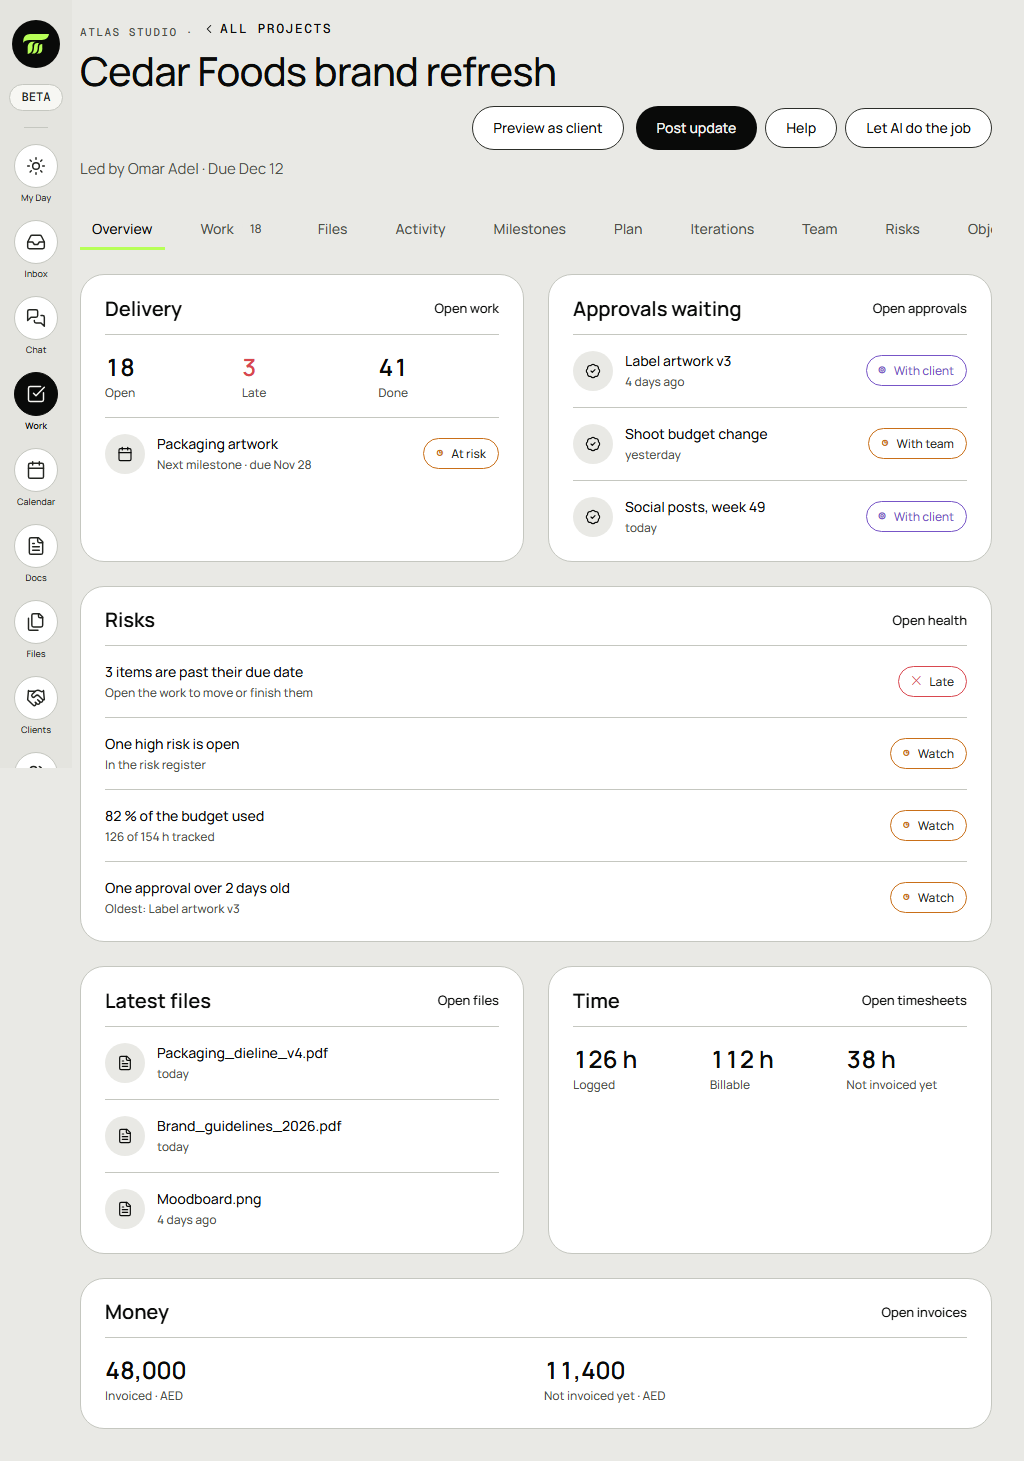 ATLAS STUDIO · ALL PROJECTS
Cedar Foods brand refresh
BETA
Preview as client
Post update
Help
Let AI do the job
Led by Omar Adel · Due Dec 12
My Day
Inbox
Chat
Work
Calendar
Docs
Files
Clients
Overview
Work 18
Files
Activity
Milestones
Plan
Iterations
Team
Risks
Obj
Delivery
Open work
18
Open
3
Late
41
Done
Packaging artwork
Next milestone · due Nov 28
At risk
Approvals waiting
Open approvals
Label artwork v3
4 days ago
With client
Shoot budget change
yesterday
With team
Social posts, week 49
today
With client
Risks
Open health
3 items are past their due date
Open the work to move or finish them
Late
One high risk is open
In the risk register
Watch
82 % of the budget used
126 of 154 h tracked
Watch
One approval over 2 days old
Oldest: Label artwork v3
Watch
Latest files
Open files
Packaging_dieline_v4.pdf
today
Brand_guidelines_2026.pdf
today
Moodboard.png
4 days ago
Time
Open timesheets
126 h
Logged
112 h
Billable
38 h
Not invoiced yet
Money
Open invoices
48,000
Invoiced · AED
11,400
Not invoiced yet · AED